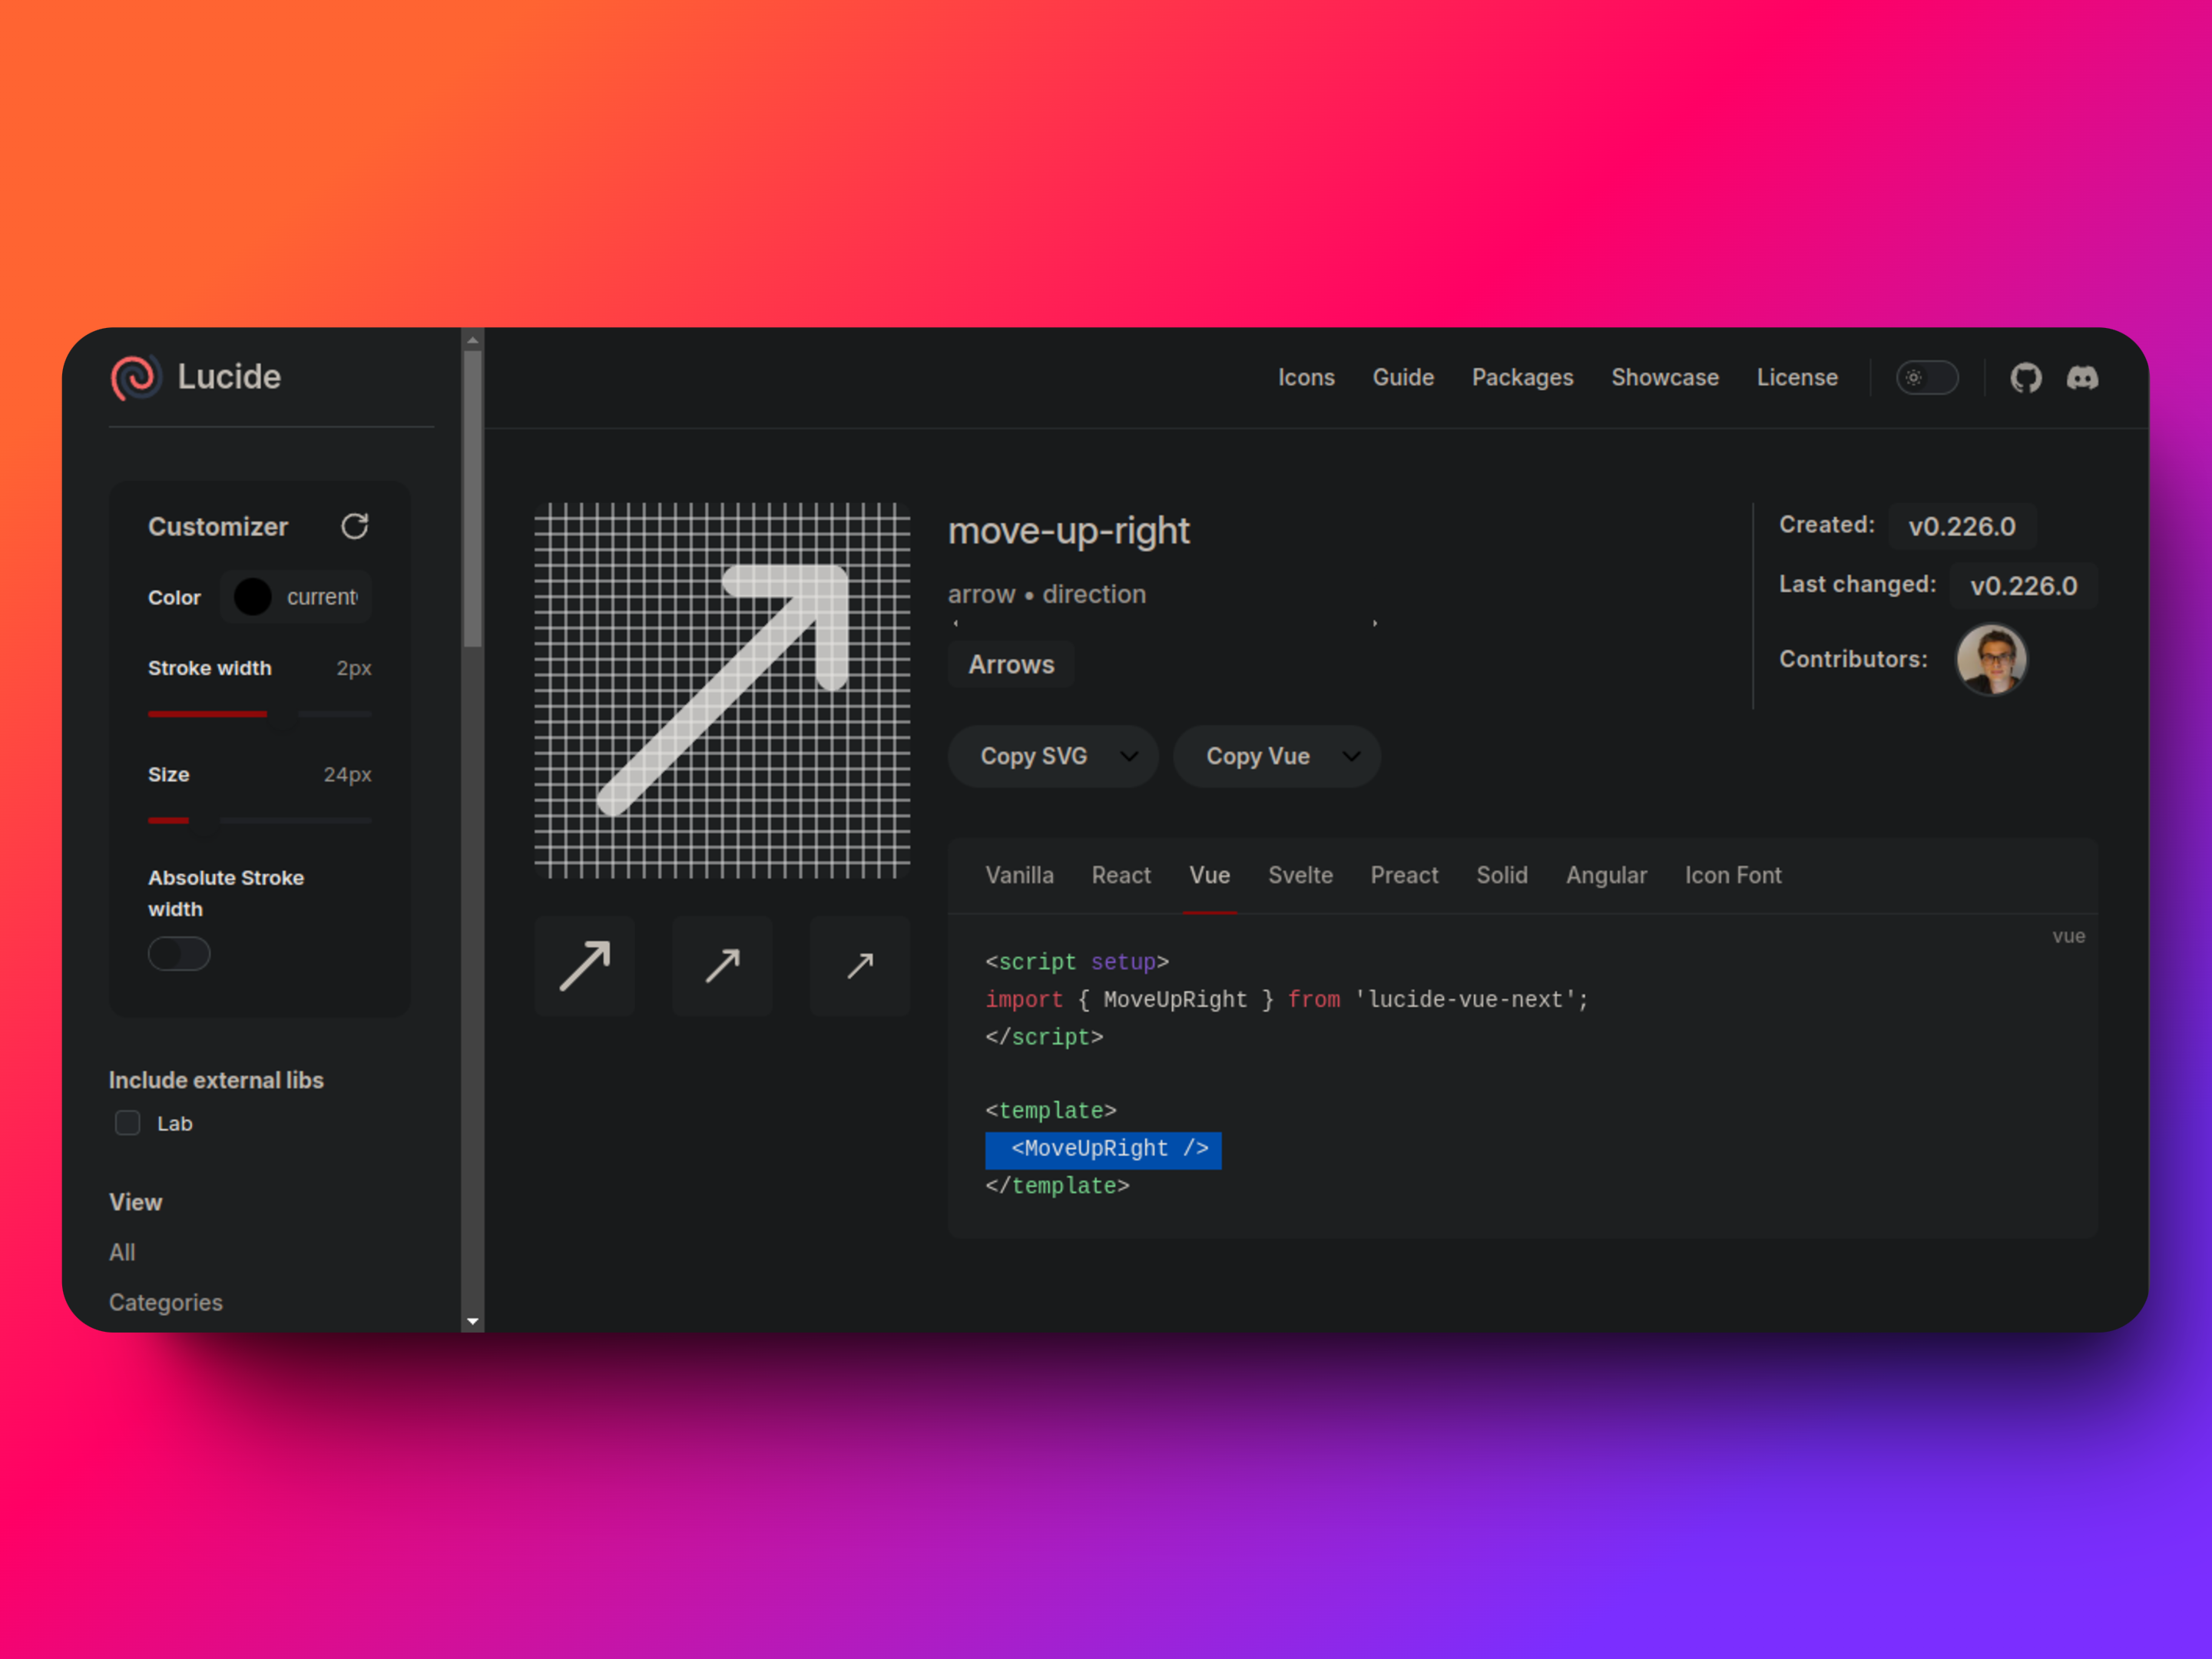 Lucide
Icons
Guide
Packages
Showcase
License
Customizer
Color
current
Stroke width
2px
Size
24px
Absolute Stroke
width
Include external libs
Lab
View
All
Categories
move-up-right
arrow • direction
Arrows
Copy SVG
Copy Vue
Created: v0.226.0
Last changed: v0.226.0
Contributors:
Vanilla
React
Vue
Svelte
Preact
Solid
Angular
Icon Font
vue
<script setup>
import { MoveUpRight } from 'lucide-vue-next';
</script>
<template>
  <MoveUpRight />
</template>